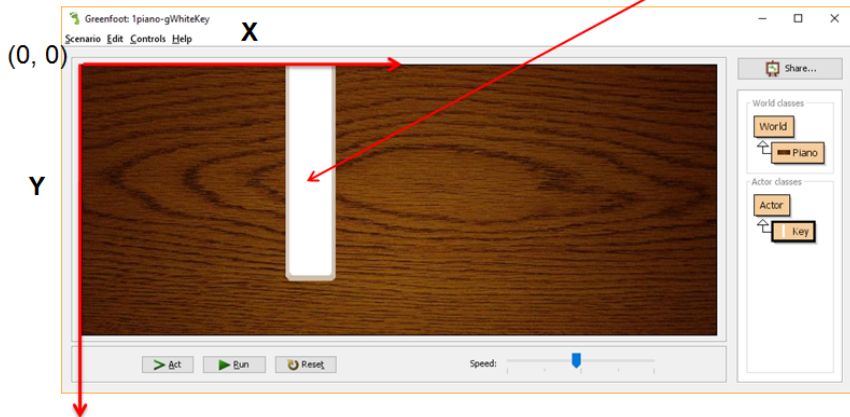 Greenfoot: 1piano-gWhiteKey
Scenario Edit Controls Help
X
(0, 0)
Share...
World classes
World
Piano
Y
Actor classes
Actor
Key
Act
Run
Reset
Speed: